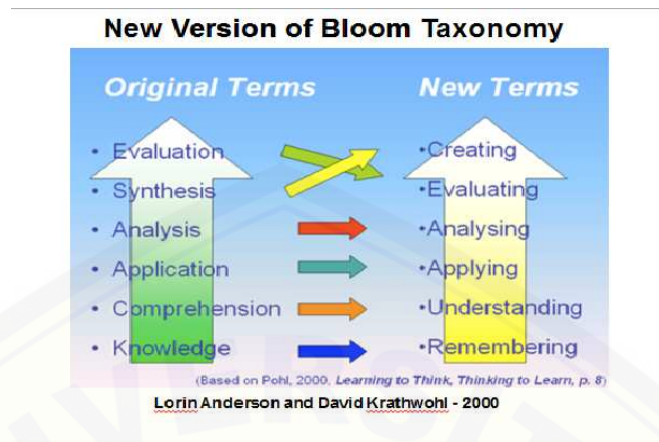 New Version of Bloom Taxonomy
Original Terms New Terms
• Evaluation •Creating
• Synthesis •Evaluating
• Analysis •Analysing
• Application •Applying
• Comprehension •Understanding
• Knowledge •Remembering
(Based on Pohl, 2000, Learning to Think, Thinking to Learn, p. 8)
Lorin Anderson and David Krathwohl - 2000